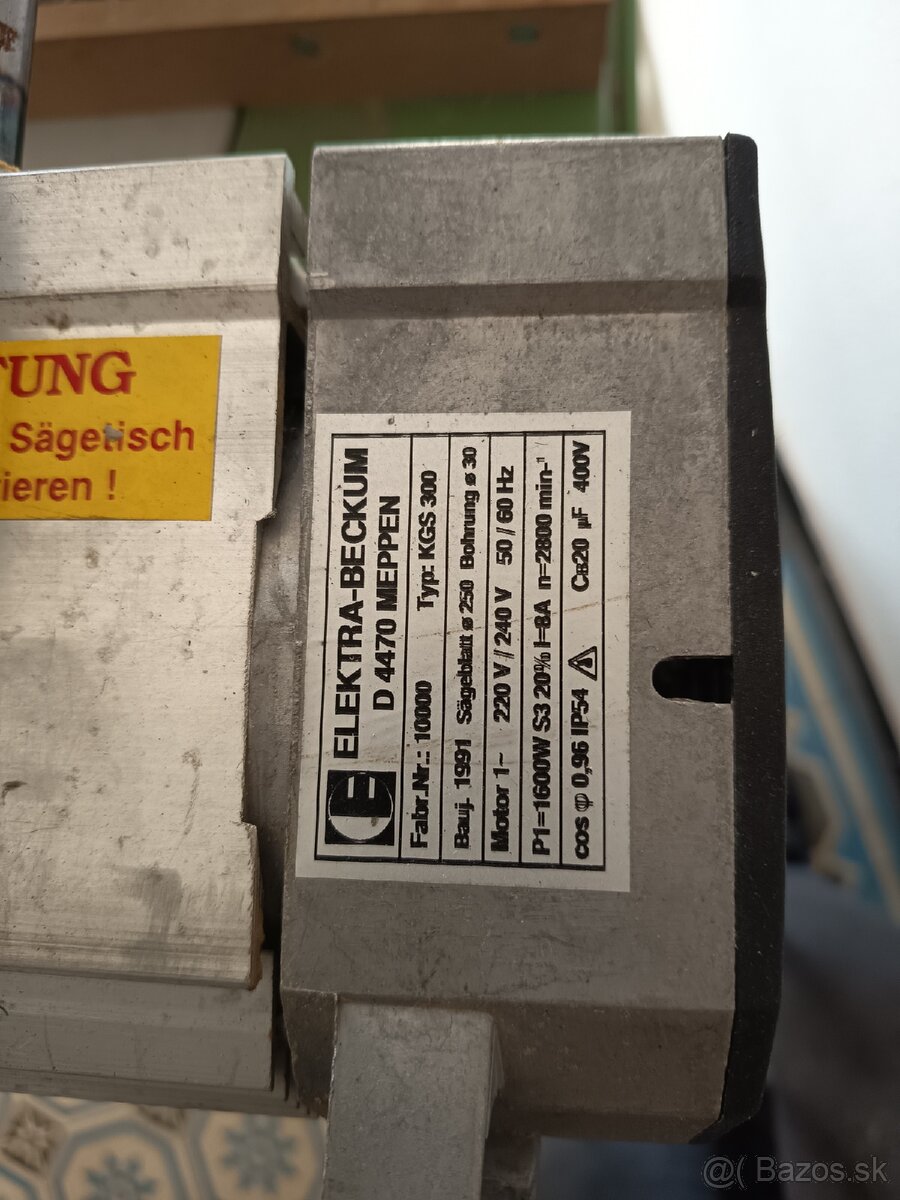 TUNG
Sägetisch
ieren !
ELEKTRA-BECKUM
D 4470 MEPPEN
Fabr.Nr.: 10000 Typ: KGS 300
Bauj. 1991 Sägeblatt ø 250 Bohrung ø 30
Motor 1~ 220 V // 240 V 50 / 60 Hz
P1=1600W S3 20% I=8A n=2800 min-"
cos φ 0,96 IP54 CB20 µF 400V
@( Bazos.sk